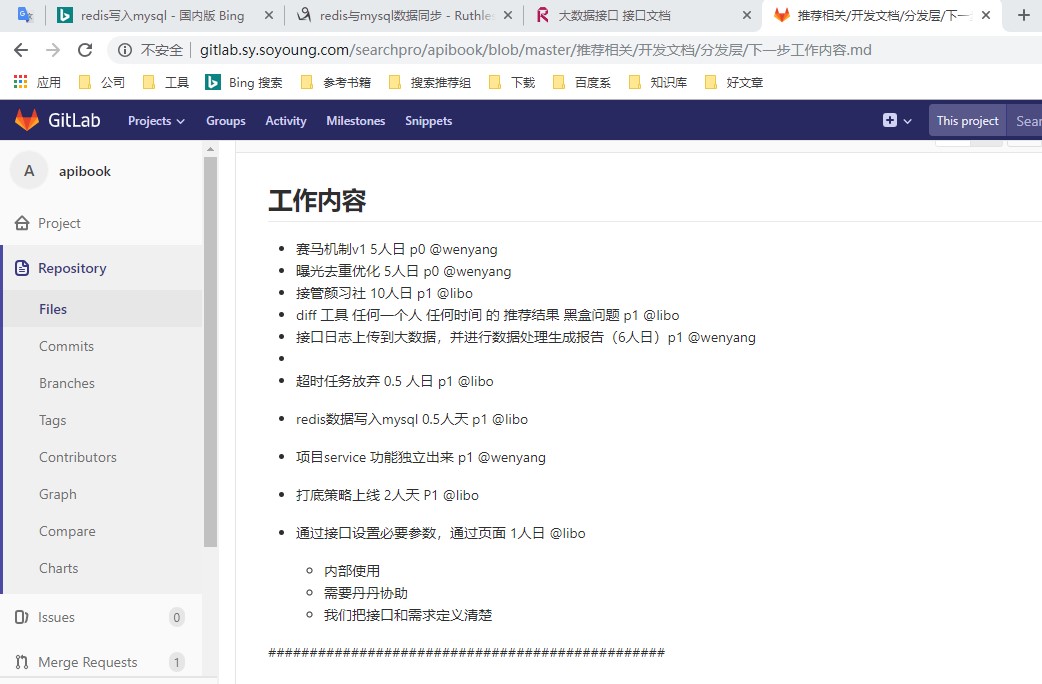 redis写入mysql - 国内版 Bing
redis与mysql数据同步 - Ruthles
大数据接口 接口文档
推荐相关/开发文档/分发层/下一
不安全
gitlab.sy.soyoung.com/searchpro/apibook/blob/master/推荐相关/开发文档/分发层/下一步工作内容.md
应用
公司
工具
Bing 搜索
参考书籍
搜索推荐组
下载
百度系
知识库
好文章
GitLab
Projects
Groups
Activity
Milestones
Snippets
This project
Sear
A
apibook
Project
Repository
Files
Commits
Branches
Tags
Contributors
Graph
Compare
Charts
Issues
0
Merge Requests
1
工作内容
赛马机制v1 5人日 p0 @wenyang
曝光去重优化 5人日 p0 @wenyang
接管颜习社 10人日 p1 @libo
diff 工具 任何一个人 任何时间 的 推荐结果 黑盒问题 p1 @libo
接口日志上传到大数据，并进行数据处理生成报告（6人日）p1 @wenyang
超时任务放弃 0.5 人日 p1 @libo
redis数据写入mysql 0.5人天 p1 @libo
项目service 功能独立出来 p1 @wenyang
打底策略上线 2人天 P1 @libo
通过接口设置必要参数，通过页面 1人日 @libo
内部使用
需要丹丹协助
我们把接口和需求定义清楚
################################################